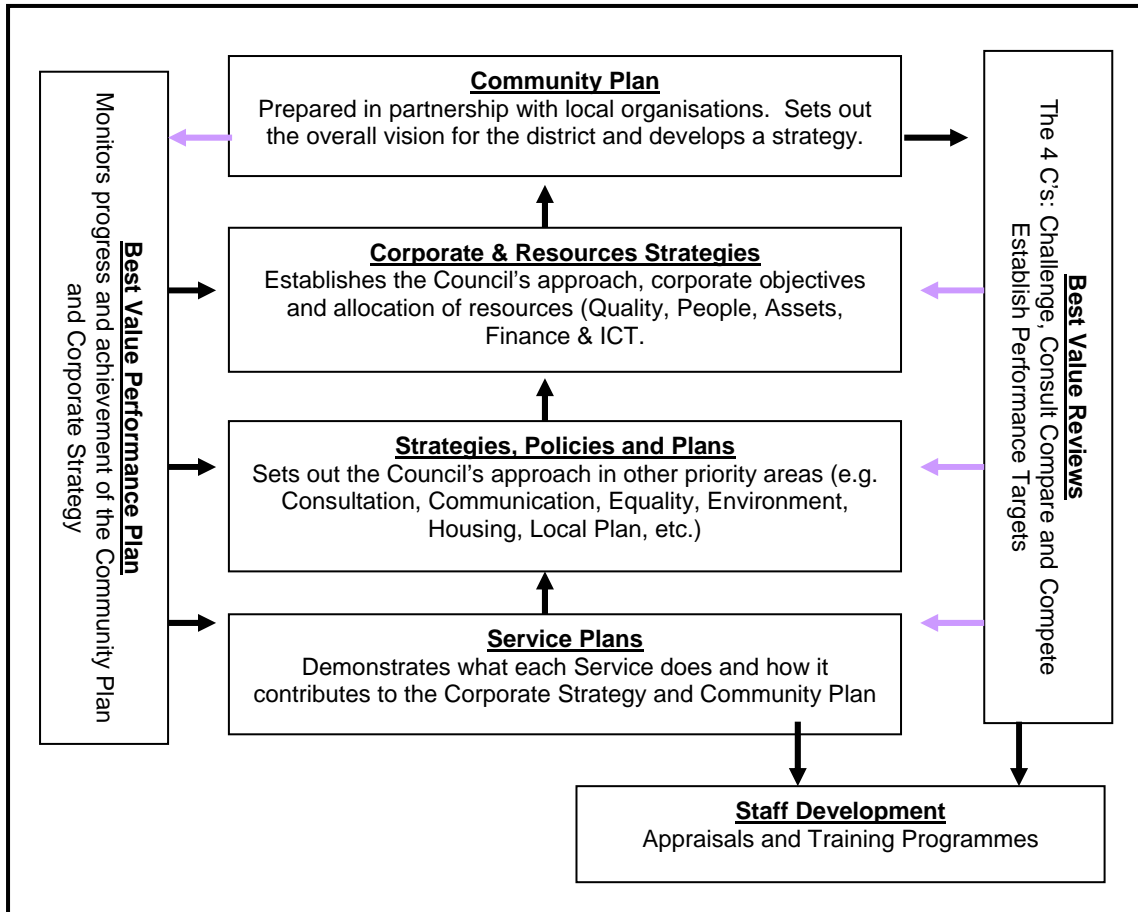 Community Plan
Prepared in partnership with local organisations.  Sets out
the overall vision for the district and develops a strategy.
Best Value Performance Plan
Monitors progress and achievement of the Community Plan
and Corporate Strategy
Corporate & Resources Strategies
Establishes the Council’s approach, corporate objectives
and allocation of resources (Quality, People, Assets,
Finance & ICT.
Strategies, Policies and Plans
Sets out the Council’s approach in other priority areas (e.g.
Consultation, Communication, Equality, Environment,
Housing, Local Plan, etc.)
Service Plans
Demonstrates what each Service does and how it
contributes to the Corporate Strategy and Community Plan
Best Value Reviews
The 4 C’s: Challenge, Consult Compare and Compete
Establish Performance Targets
Staff Development
Appraisals and Training Programmes